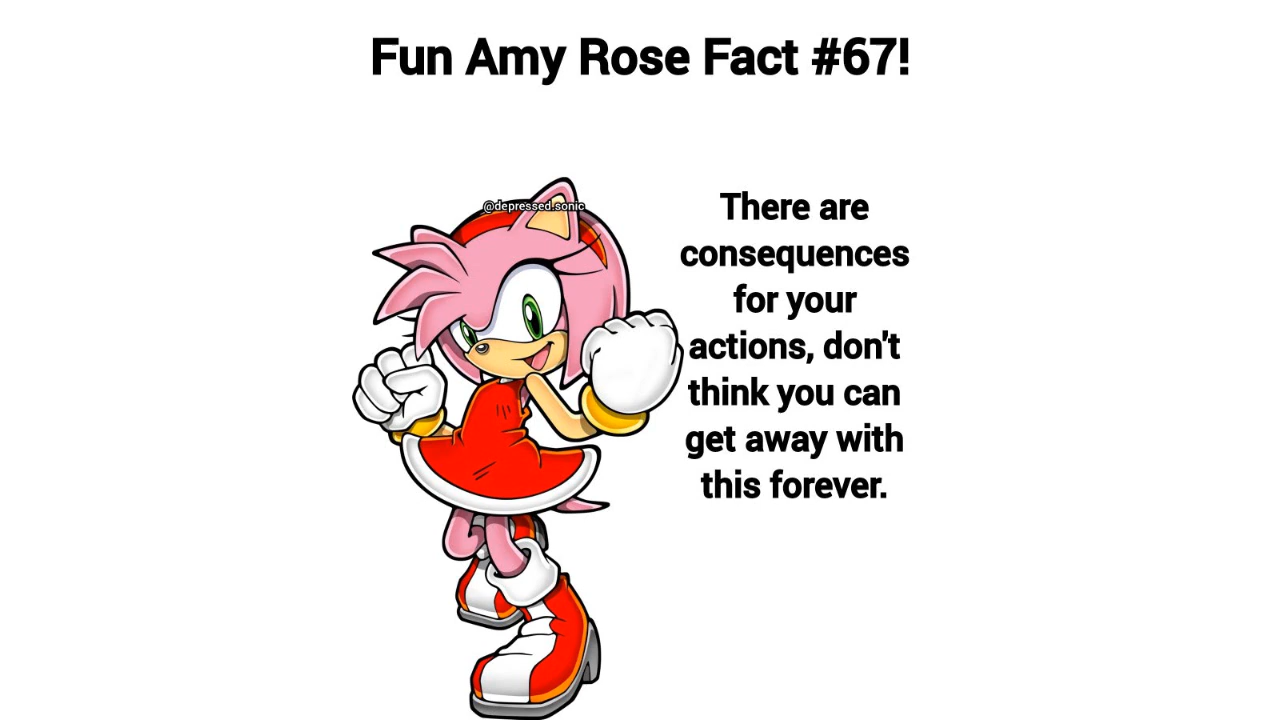 Fun Amy Rose Fact #67!
@depressed.sonic
There are
consequences
for your
actions, don't
think you can
get away with
this forever.